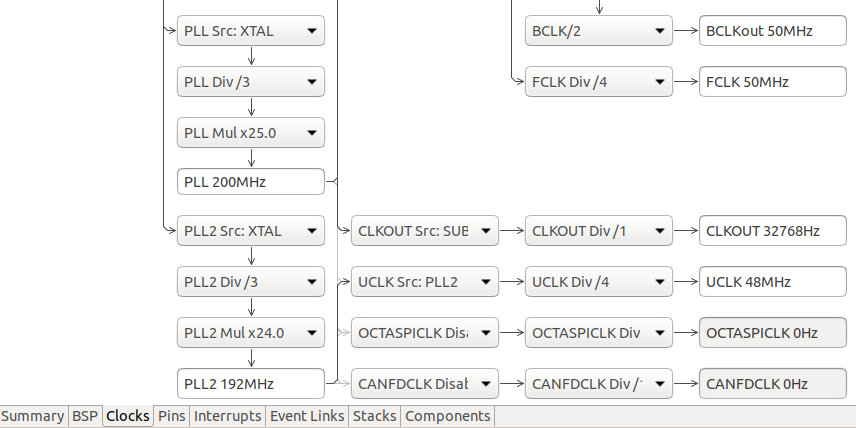 PLL Src: XTAL
BCLK/2
BCLKout 50MHz
PLL Div /3
FCLK Div /4
FCLK 50MHz
PLL Mul x25.0
PLL 200MHz
PLL2 Src: XTAL
CLKOUT Src: SUB
CLKOUT Div /1
CLKOUT 32768Hz
PLL2 Div /3
UCLK Src: PLL2
UCLK Div /4
UCLK 48MHz
PLL2 Mul x24.0
OCTASPICLK Disa
OCTASPICLK Div
OCTASPICLK 0Hz
PLL2 192MHz
CANFDCLK Disab
CANFDCLK Div /
CANFDCLK 0Hz
Summary BSP Clocks Pins Interrupts Event Links Stacks Components